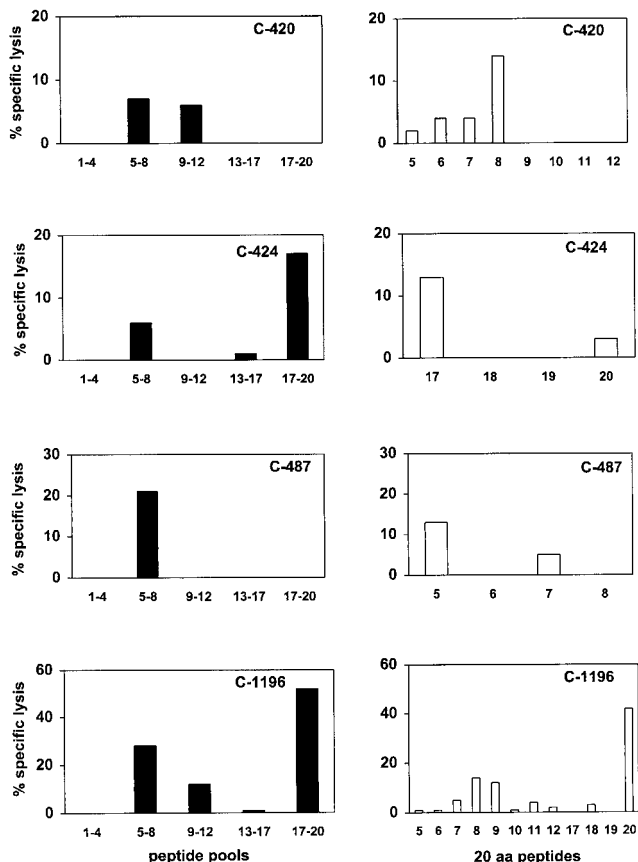 C-420
% specific lysis
20
10
0
1-4 5-8 9-12 13-17 17-20
C-420
20
10
0
5 6 7 8 9 10 11 12
C-424
% specific lysis
20
10
0
1-4 5-8 9-12 13-17 17-20
C-424
20
10
0
17 18 19 20
C-487
% specific lysis
30
20
10
0
1-4 5-8 9-12 13-17 17-20
C-487
30
20
10
0
5 6 7 8
C-1196
% specific lysis
60
40
20
0
1-4 5-8 9-12 13-17 17-20
peptide pools
C-1196
60
40
20
0
5 6 7 8 9 10 11 12 17 18 19 20
20 aa peptides